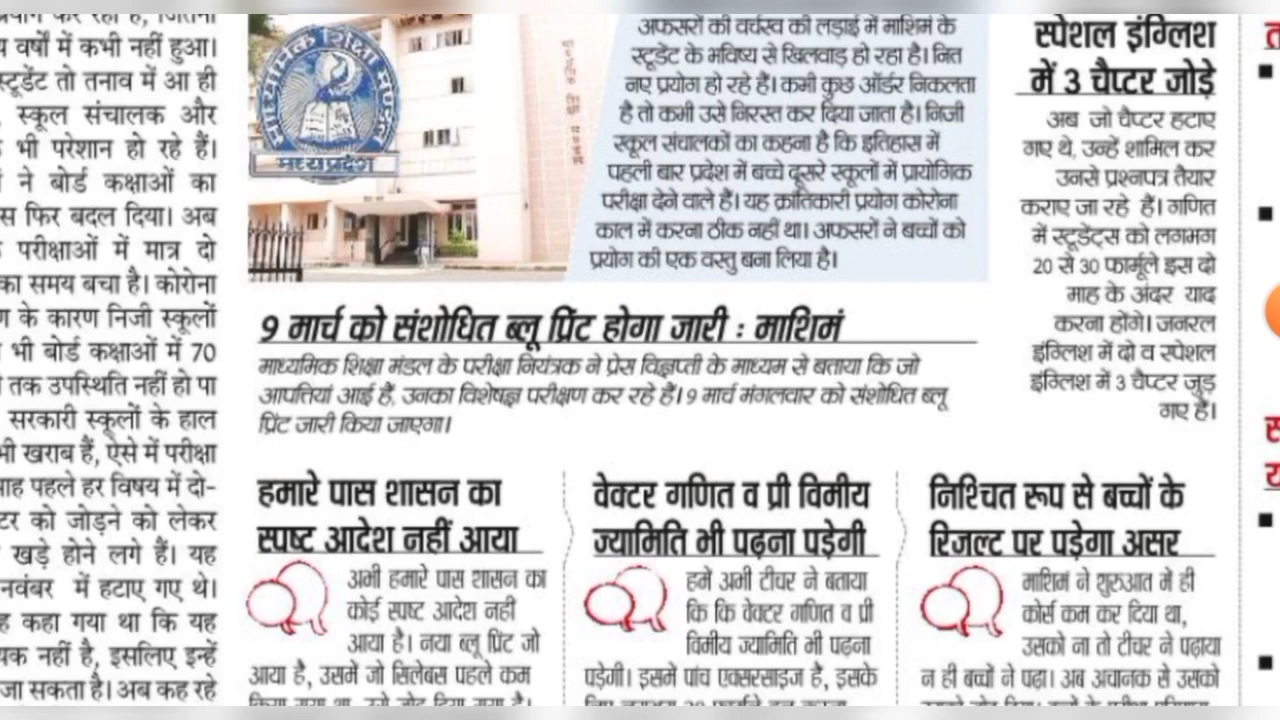 वर्षों में कभी नहीं हुआ।
स्टूडेंट तो तनाव में आ ही
स्कूल संचालक और
भी परेशान हो रहे हैं।
ने बोर्ड कक्षाओं का
फिर बदल दिया। अब
परीक्षाओं में मात्र दो
का समय बचा है। कोरोना
के कारण निजी स्कूलों
भी बोर्ड कक्षाओं में 70
तक उपस्थिति नहीं हो पा
सरकारी स्कूलों के हाल
भी खराब हैं, ऐसे में परीक्षा
माह पहले हर विषय में दो-
को जोड़ने को लेकर
खड़े होने लगे हैं। यह
नवंबर में हटाए गए थे।
कहा गया था कि यह
नहीं है, इसलिए इन्हें
जा सकता है। अब कह रहे
माध्यमिक शिक्षा मण्डल
मध्यप्रदेश
अफसरों की वर्चस्व की लड़ाई में माशिमं के
स्टूडेंट के भविष्य से खिलवाड़ हो रहा है। नित
नए प्रयोग हो रहे हैं। कभी कुछ ऑर्डर निकलता
है तो कभी उसे निरस्त कर दिया जाता है। निजी
स्कूल संचालकों का कहना है कि इतिहास में
पहली बार प्रदेश में बच्चे दूसरे स्कूलों में प्रायोगिक
परीक्षा देने वाले हैं। यह क्रांतिकारी प्रयोग कोरोना
काल में करना ठीक नहीं था। अफसरों ने बच्चों को
प्रयोग की एक वस्तु बना लिया है।
9 मार्च को संशोधित ब्लू प्रिंट होगा जारी : माशिमं
माध्यमिक शिक्षा मंडल के परीक्षा नियंत्रक ने प्रेस विज्ञप्ती के माध्यम से बताया कि जो
आपत्तियां आई हैं, उनका विशेषज्ञ परीक्षण कर रहे हैं। 9 मार्च मंगलवार को संशोधित ब्लू
प्रिंट जारी किया जाएगा।
स्पेशल इंग्लिश
में 3 चैप्टर जोड़े
अब जो चैप्टर हटाए
गए थे, उन्हें शामिल कर
उनसे प्रश्नपत्र तैयार
कराए जा रहे हैं। गणित
में स्टूडेंट्स को लगभग
20 से 30 फार्मूले इस दो
माह के अंदर याद
करना होंगे। जनरल
इंग्लिश में दो व स्पेशल
इंग्लिश में 3 चैप्टर जुड़
गए हैं।
हमारे पास शासन का
स्पष्ट आदेश नहीं आया
अभी हमारे पास शासन का
कोई स्पष्ट आदेश नहीं
आया है। नया ब्लू प्रिंट जो
आया है, उसमें जो सिलेबस पहले कम
वेक्टर गणित व प्री विमीय
ज्यामिति भी पढ़ना पड़ेगी
हमें अभी टीचर ने बताया
कि कि वेक्टर गणित व प्री
विमीय ज्यामिति भी पढ़ना
पड़ेगी। इसमें पांच एक्सरसाइज हैं, इसके
निश्चित रूप से बच्चों के
रिजल्ट पर पड़ेगा असर
माशिमं ने शुरुआत में ही
कोर्स कम कर दिया था,
उसको ना तो टीचर ने पढ़ाया
न ही बच्चों ने पढ़ा। अब अचानक से उसको